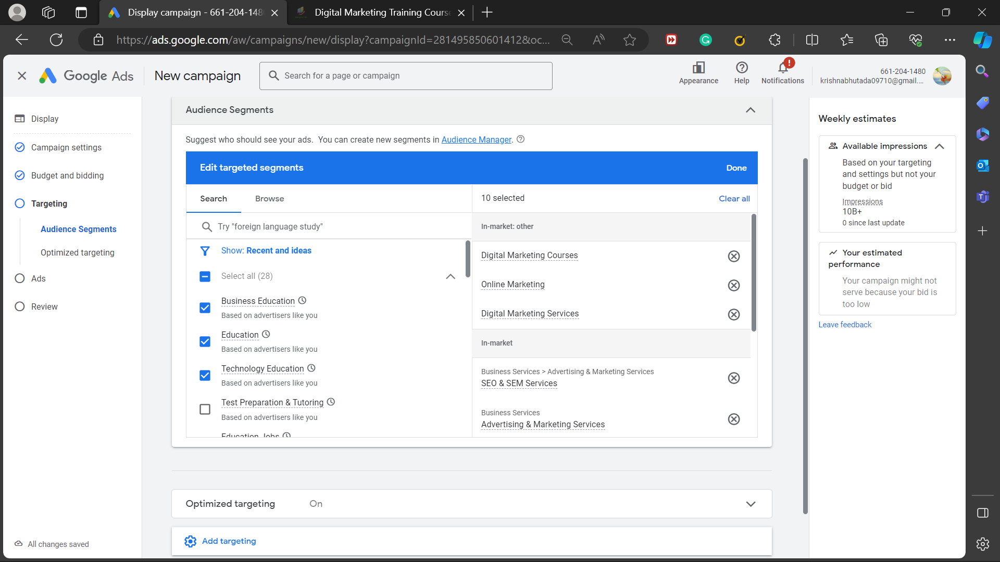 Display campaign - 661-204-148
Digital Marketing Training Cours
https://ads.google.com/aw/campaigns/new/display?campaignId=281495850601412&oc...
Google Ads
New campaign
Search for a page or campaign
Appearance
Help
Notifications
661-204-1480
krishnabhutada09710@gmail....
Display
Campaign settings
Budget and bidding
Targeting
Audience Segments
Optimized targeting
Ads
Review
All changes saved
Audience Segments
Suggest who should see your ads. You can create new segments in Audience Manager.
Edit targeted segments
Done
Search
Browse
Try "foreign language study"
Show: Recent and ideas
Select all (28)
Business Education
Based on advertisers like you
Education
Based on advertisers like you
Technology Education
Based on advertisers like you
Test Preparation & Tutoring
Based on advertisers like you
Education Jobs
10 selected
Clear all
In-market: other
Digital Marketing Courses
Online Marketing
Digital Marketing Services
In-market
Business Services > Advertising & Marketing Services
SEO & SEM Services
Business Services
Advertising & Marketing Services
Optimized targeting
On
Add targeting
Weekly estimates
Available impressions
Based on your targeting
and settings but not your
budget or bid
Impressions
10B+
0 since last update
Your estimated
performance
Your campaign might not
serve because your bid is
too low
Leave feedback